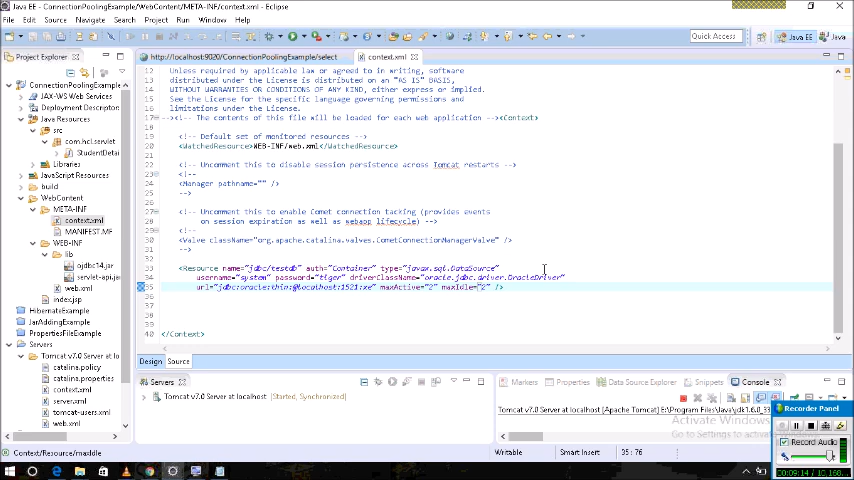 Java EE - ConnectionPoolingExample/WebContent/META-INF/context.xml - Eclipse
File Edit Source Navigate Search Project Run Window Help
Quick Access
Java EE
Java
Project Explorer
http://localhost:9020/ConnectionPoolingExample/select
context.xml
ConnectionPoolingExample
JAX-WS Web Services
Deployment Descriptor:
Java Resources
src
com.hcl.servlet
StudentDetai
Libraries
JavaScript Resources
build
WebContent
META-INF
context.xml
MANIFEST.MF
WEB-INF
lib
ojdbc14.jar
servlet-api.ja
web.xml
index.jsp
HibernateExample
JarAddingExample
PropertiesFileExample
Servers
Tomcat v7.0 Server at localhost
catalina.policy
catalina.properties
context.xml
server.xml
tomcat-users.xml
web.xml
12 Unless required by applicable law or agreed to in writing, software
13 distributed under the License is distributed on an "AS IS" BASIS,
14 WITHOUT WARRANTIES OR CONDITIONS OF ANY KIND, either express or implied.
15 See the License for the specific language governing permissions and
16 limitations under the License.
17 --><!-- The contents of this file will be loaded for each web application --><Context>
18
19 <!-- Default set of monitored resources -->
20 <WatchedResource>WEB-INF/web.xml</WatchedResource>
21
22 <!-- Uncomment this to disable session persistence across Tomcat restarts -->
23 <!--
24 <Manager pathname="" />
25 -->
26
27 <!-- Uncomment this to enable Comet connection tacking (provides events
28 on session expiration as well as webapp lifecycle) -->
29 <!--
30 <Valve className="org.apache.catalina.valves.CometConnectionManagerValve" />
31 -->
32
33 <Resource name="jdbc/testdb" auth="Container" type="javax.sql.DataSource"
34 username="system" password="tiger" driverClassName="oracle.jdbc.driver.OracleDriver"
35 url="jdbc:oracle:thin:@localhost:1521:xe" maxActive="2" maxIdle="2" />
36
37
38
39
40 </Context>
Design Source
Servers
Tomcat v7.0 Server at localhost [Started, Synchronized]
Markers Properties Data Source Explorer Snippets Console
Tomcat v7.0 Server at localhost [Apache Tomcat] E:\Program Files\Java\jdk1.6.0_33
Activate Windows
Go to Settings to activate
Recorder Panel
Record Audio
00:09:14 / No Limit
Context/Resource/maxIdle
Writable
Smart Insert
35 : 76